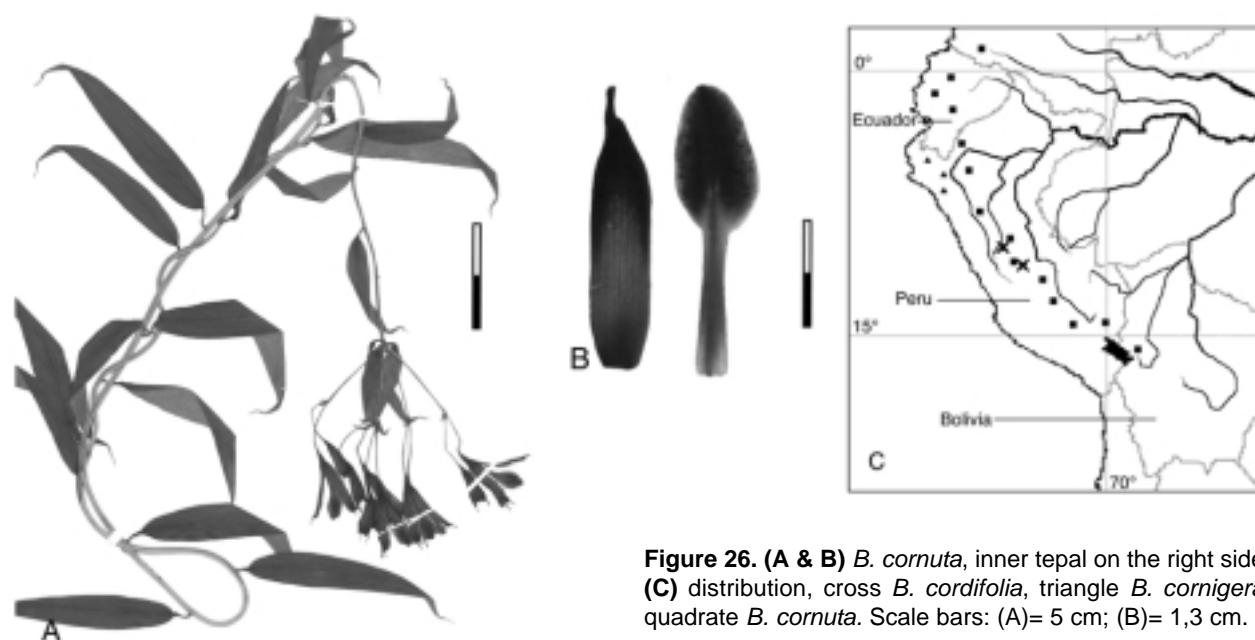 A
B
0°
Ecuador
Peru
15°
Bolivia
C
70°
Figure 26. (A & B) B. cornuta, inner tepal on the right side
(C) distribution, cross B. cordifolia, triangle B. cornigera
quadrate B. cornuta. Scale bars: (A)= 5 cm; (B)= 1,3 cm.